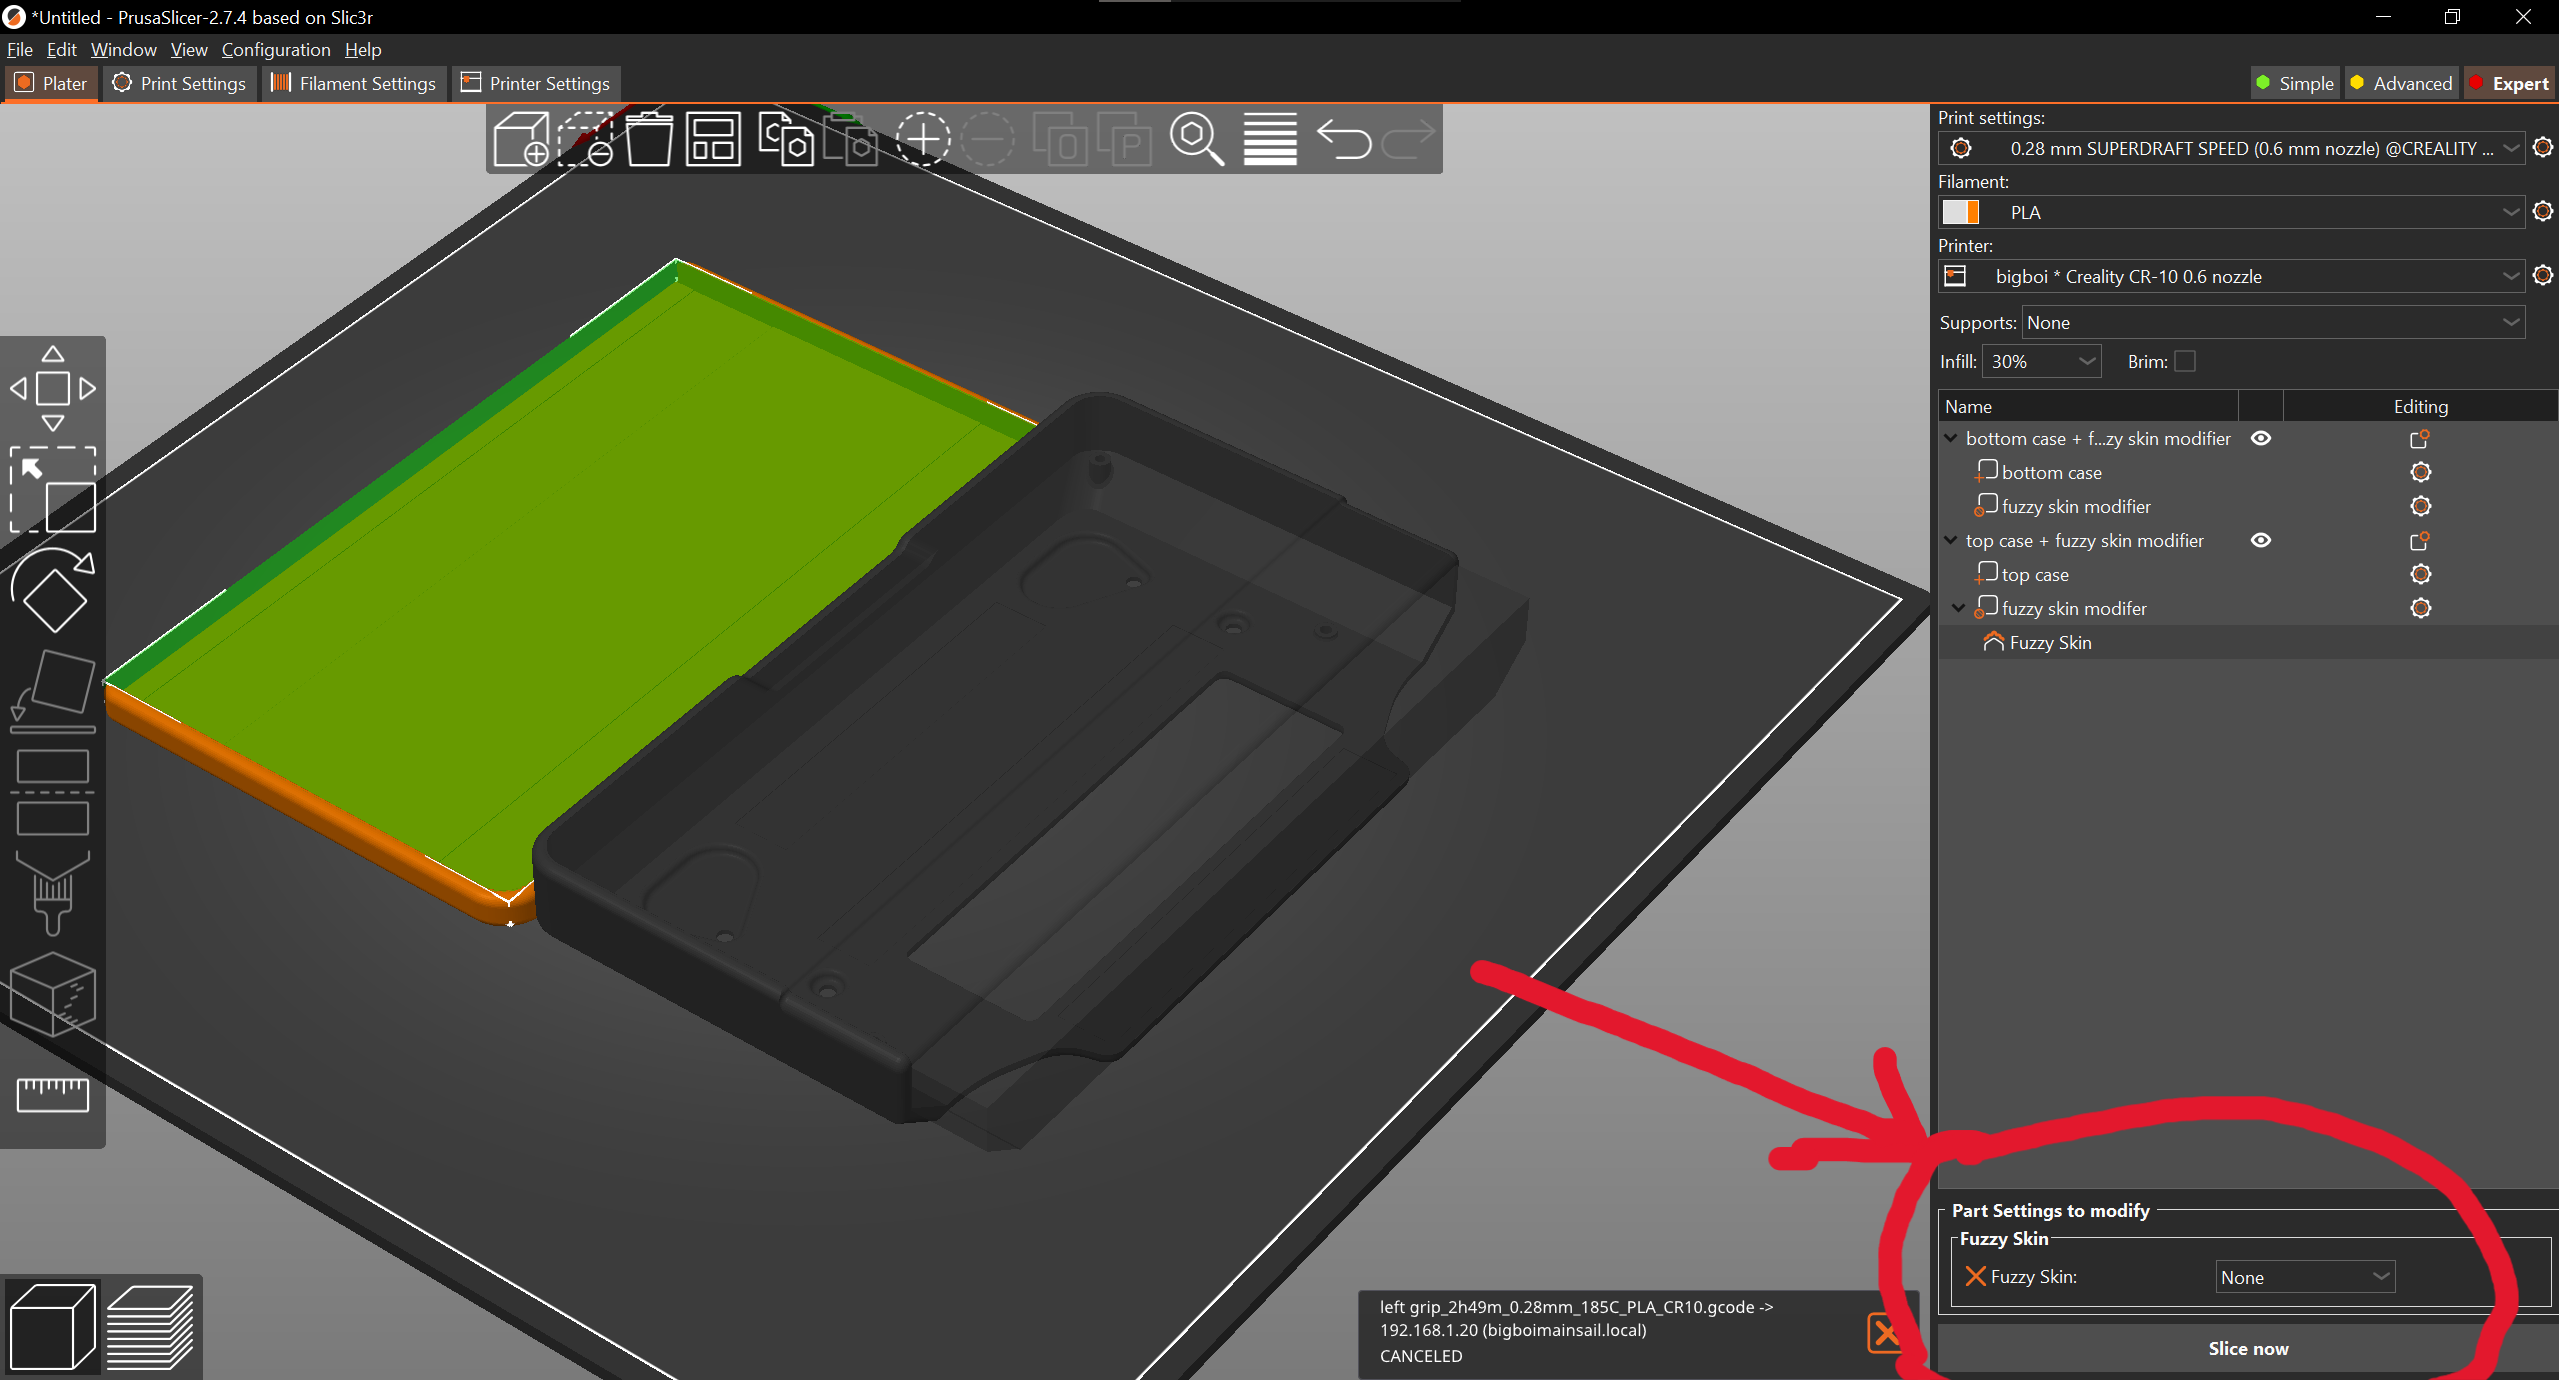 *Untitled - PrusaSlicer-2.7.4 based on Slic3r
File Edit Window View Configuration Help
Plater Print Settings Filament Settings Printer Settings Simple Advanced Expert
Print settings:
0.28 mm SUPERDRAFT SPEED (0.6 mm nozzle) @CREALITY ...
Filament:
PLA
Printer:
bigboi * Creality CR-10 0.6 nozzle
Supports: None
Infill: 30% Brim:
Name Editing
bottom case + f...zy skin modifier
bottom case
fuzzy skin modifier
top case + fuzzy skin modifier
top case
fuzzy skin modifer
Fuzzy Skin
Part Settings to modify
Fuzzy Skin
Fuzzy Skin: None
Slice now
left grip_2h49m_0.28mm_185C_PLA_CR10.gcode ->
192.168.1.20 (bigboimainsail.local)
CANCELED